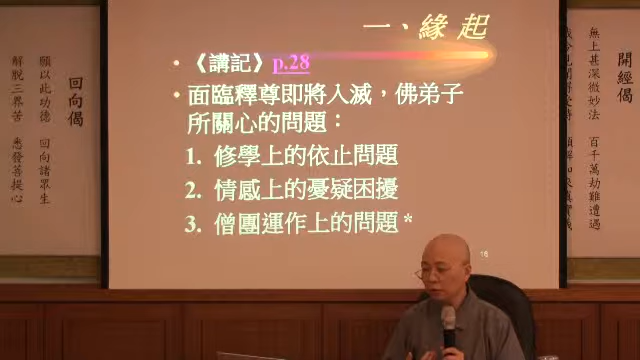 一、緣 起
•《講記》p.28
• 面臨釋尊即將入滅，佛弟子
所關心的問題：
1. 修學上的依止問題
2. 情感上的憂疑困擾
3. 僧團運作上的問題 *
16
開經偈
無上甚深微妙法 百千萬劫難遭遇
回向偈
願以此功德 回向諸眾生
解脫三界苦 悉發菩提心